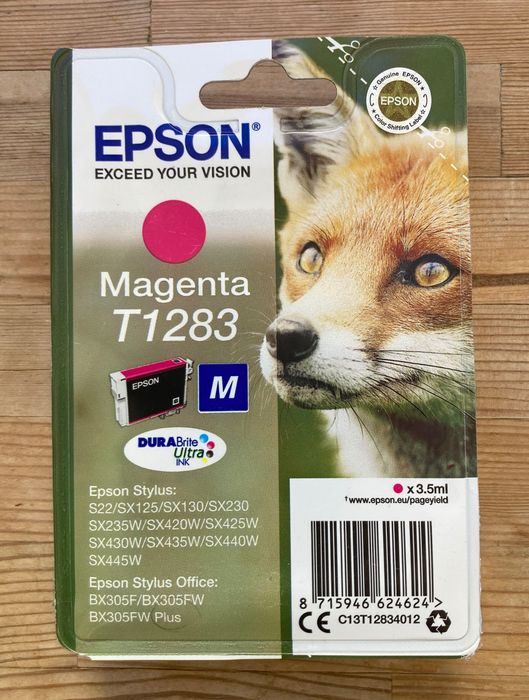 Genuine EPSON
EPSON
Color Shifting Label
EPSON®
EXCEED YOUR VISION
Magenta
T1283
EPSON
M
DURABrite
Ultra
INK
Epson Stylus:
S22/SX125/SX130/SX230
SX235W/SX420W/SX425W
SX430W/SX435W/SX440W
SX445W
Epson Stylus Office:
BX305F/BX305FW
BX305FW Plus
x 3.5ml
†www.epson.eu/pageyield
8 715946 624624 >
CE C13T12834012